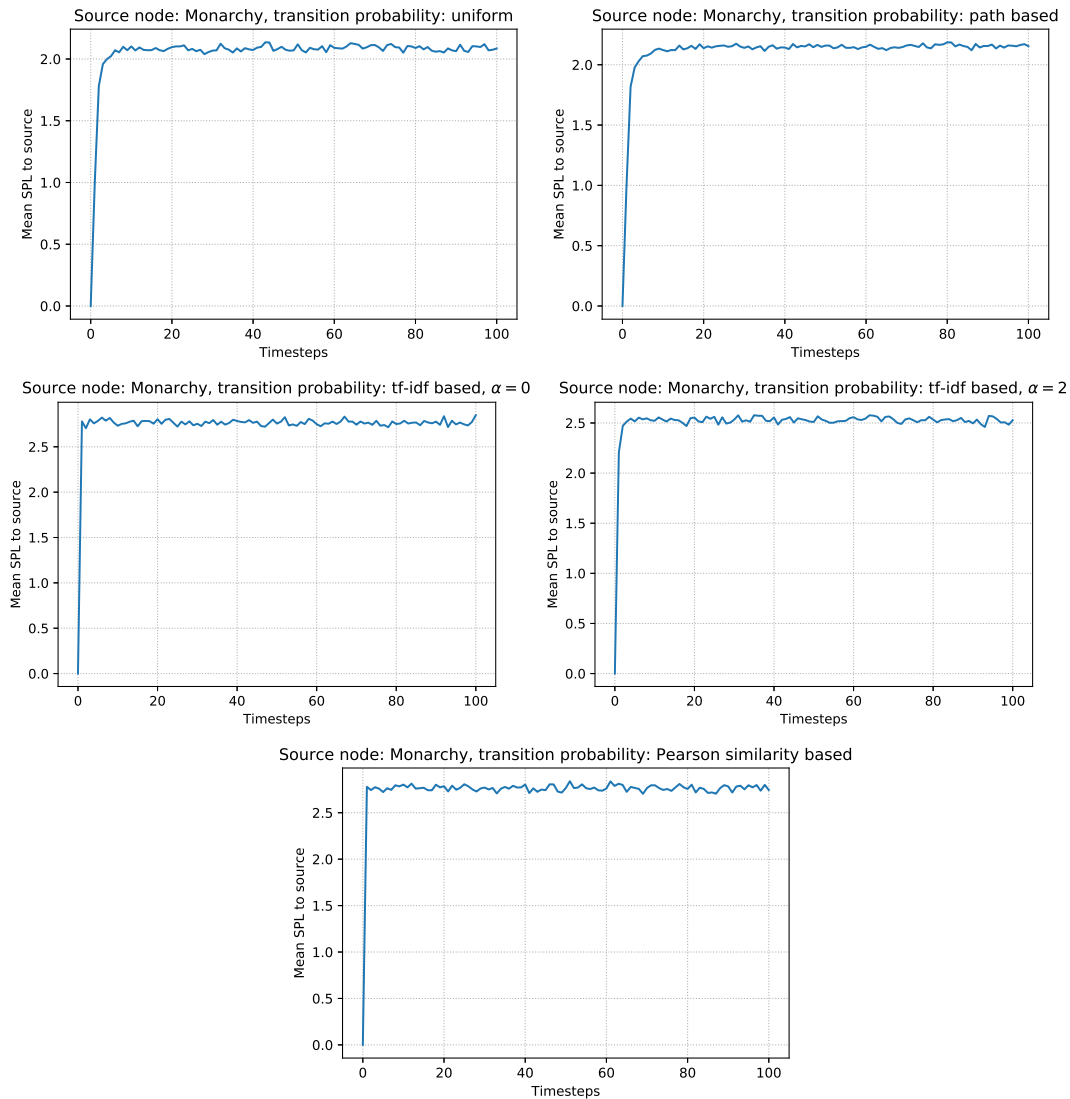 Source node: Monarchy, transition probability: uniform
2.0
1.5
1.0
0.5
0.0
Mean SPL to source
0 20 40 60 80 100
Timesteps
Source node: Monarchy, transition probability: path based
2.0
1.5
1.0
0.5
0.0
Mean SPL to source
0 20 40 60 80 100
Timesteps
Source node: Monarchy, transition probability: tf-idf based, α = 0
2.5
2.0
1.5
1.0
0.5
0.0
Mean SPL to source
0 20 40 60 80 100
Timesteps
Source node: Monarchy, transition probability: tf-idf based, α = 2
2.5
2.0
1.5
1.0
0.5
0.0
Mean SPL to source
0 20 40 60 80 100
Timesteps
Source node: Monarchy, transition probability: Pearson similarity based
2.5
2.0
1.5
1.0
0.5
0.0
Mean SPL to source
0 20 40 60 80 100
Timesteps